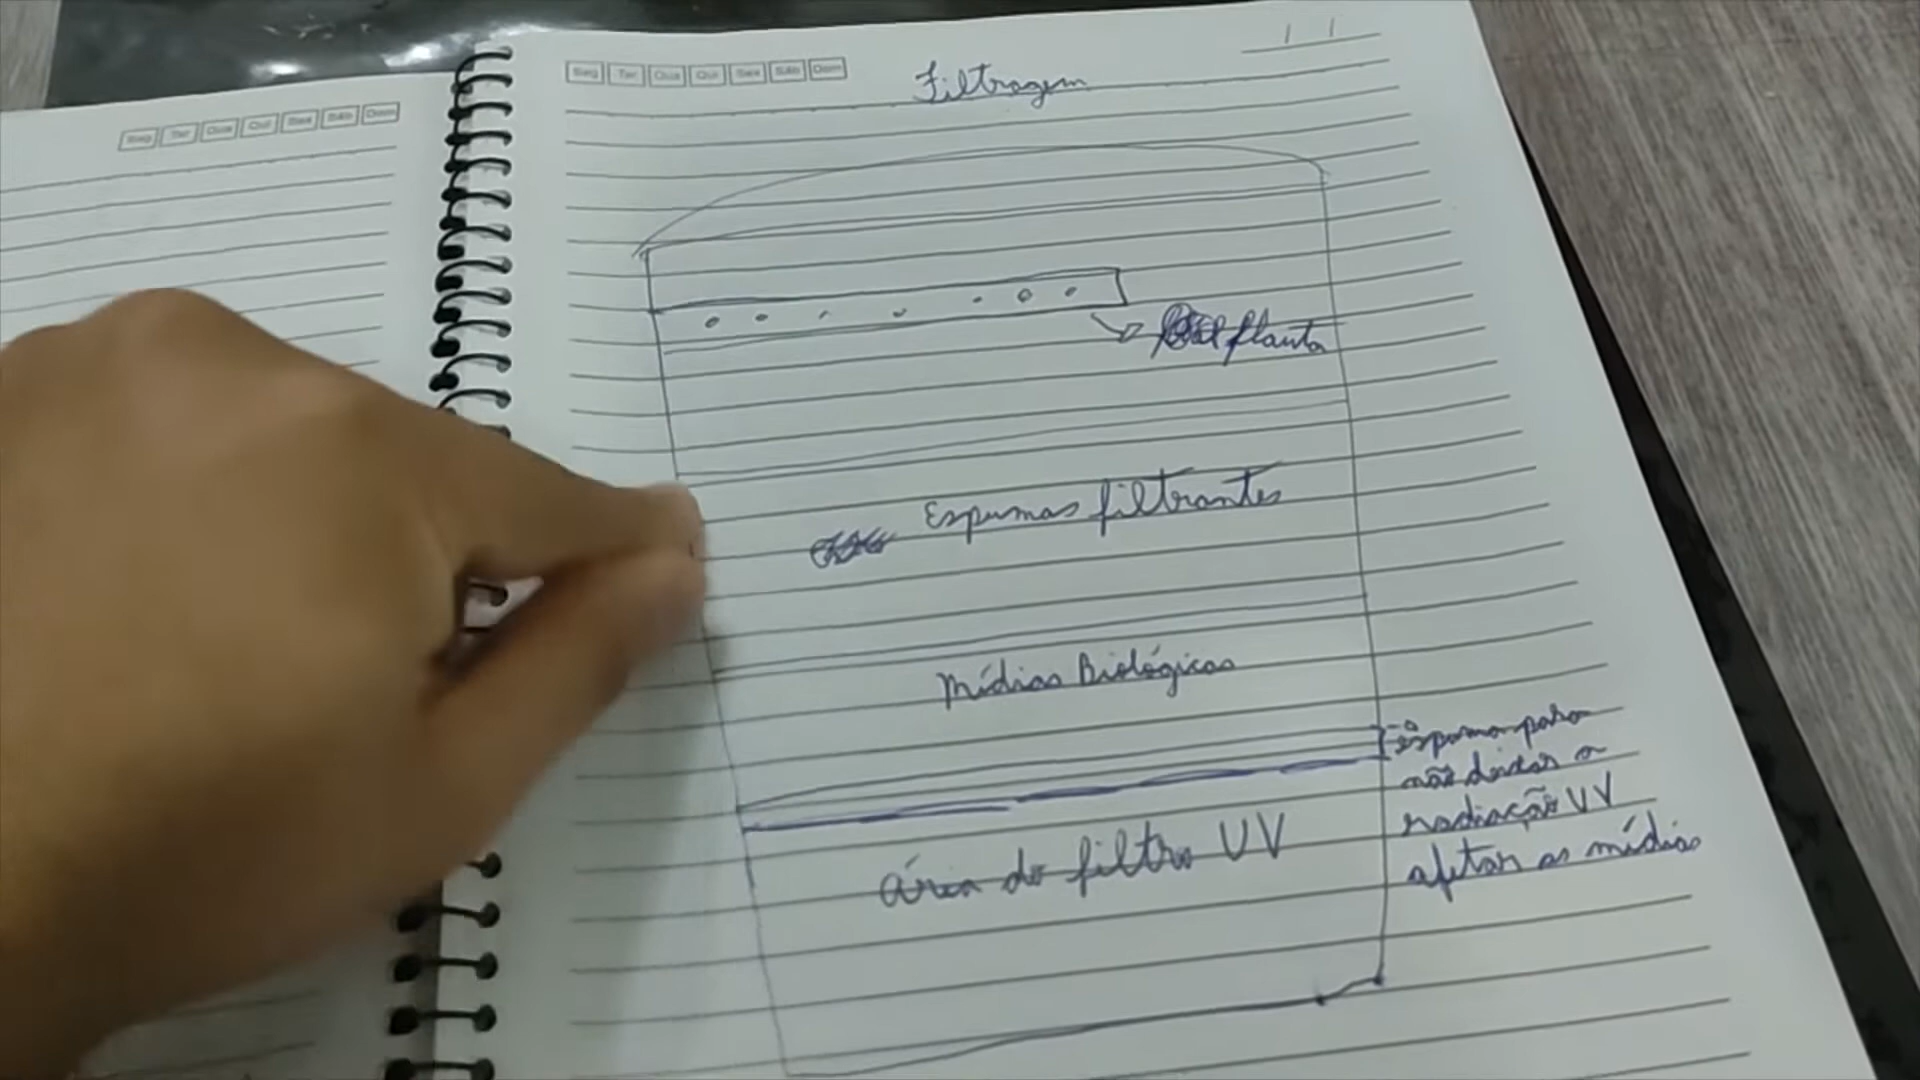 Seg Ter Qua Qui Sex Sáb Dom
Seg Ter Qua Qui Sex Sáb Dom
Filtragem
flauta
Espumas filtrantes
Mídias Biológicas
espuma para
não deixar a
radiação UV
afetar as mídias
área do filtro UV